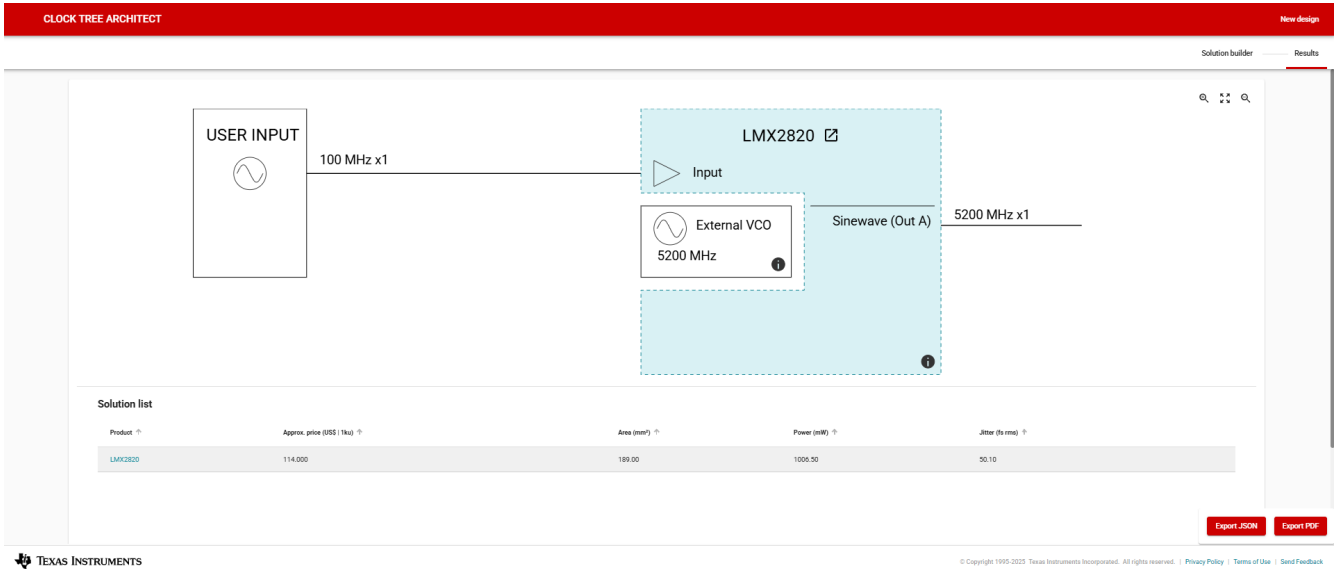 CLOCK TREE ARCHITECT
New design
Solution builder
Results
USER INPUT
100 MHz x1
LMX2820
Input
External VCO
5200 MHz
Sinewave (Out A)
5200 MHz x1
Solution list
Product ↑ Approx. price (US$ | 1ku) ↑ Area (mm²) ↑ Power (mW) ↑ Jitter (fs rms) ↑
LMX2820 114.000 189.00 1006.50 50.10
Export JSON
Export PDF
TEXAS INSTRUMENTS
© Copyright 1995-2025 Texas Instruments Incorporated. All rights reserved. | Privacy Policy | Terms of Use | Send Feedback